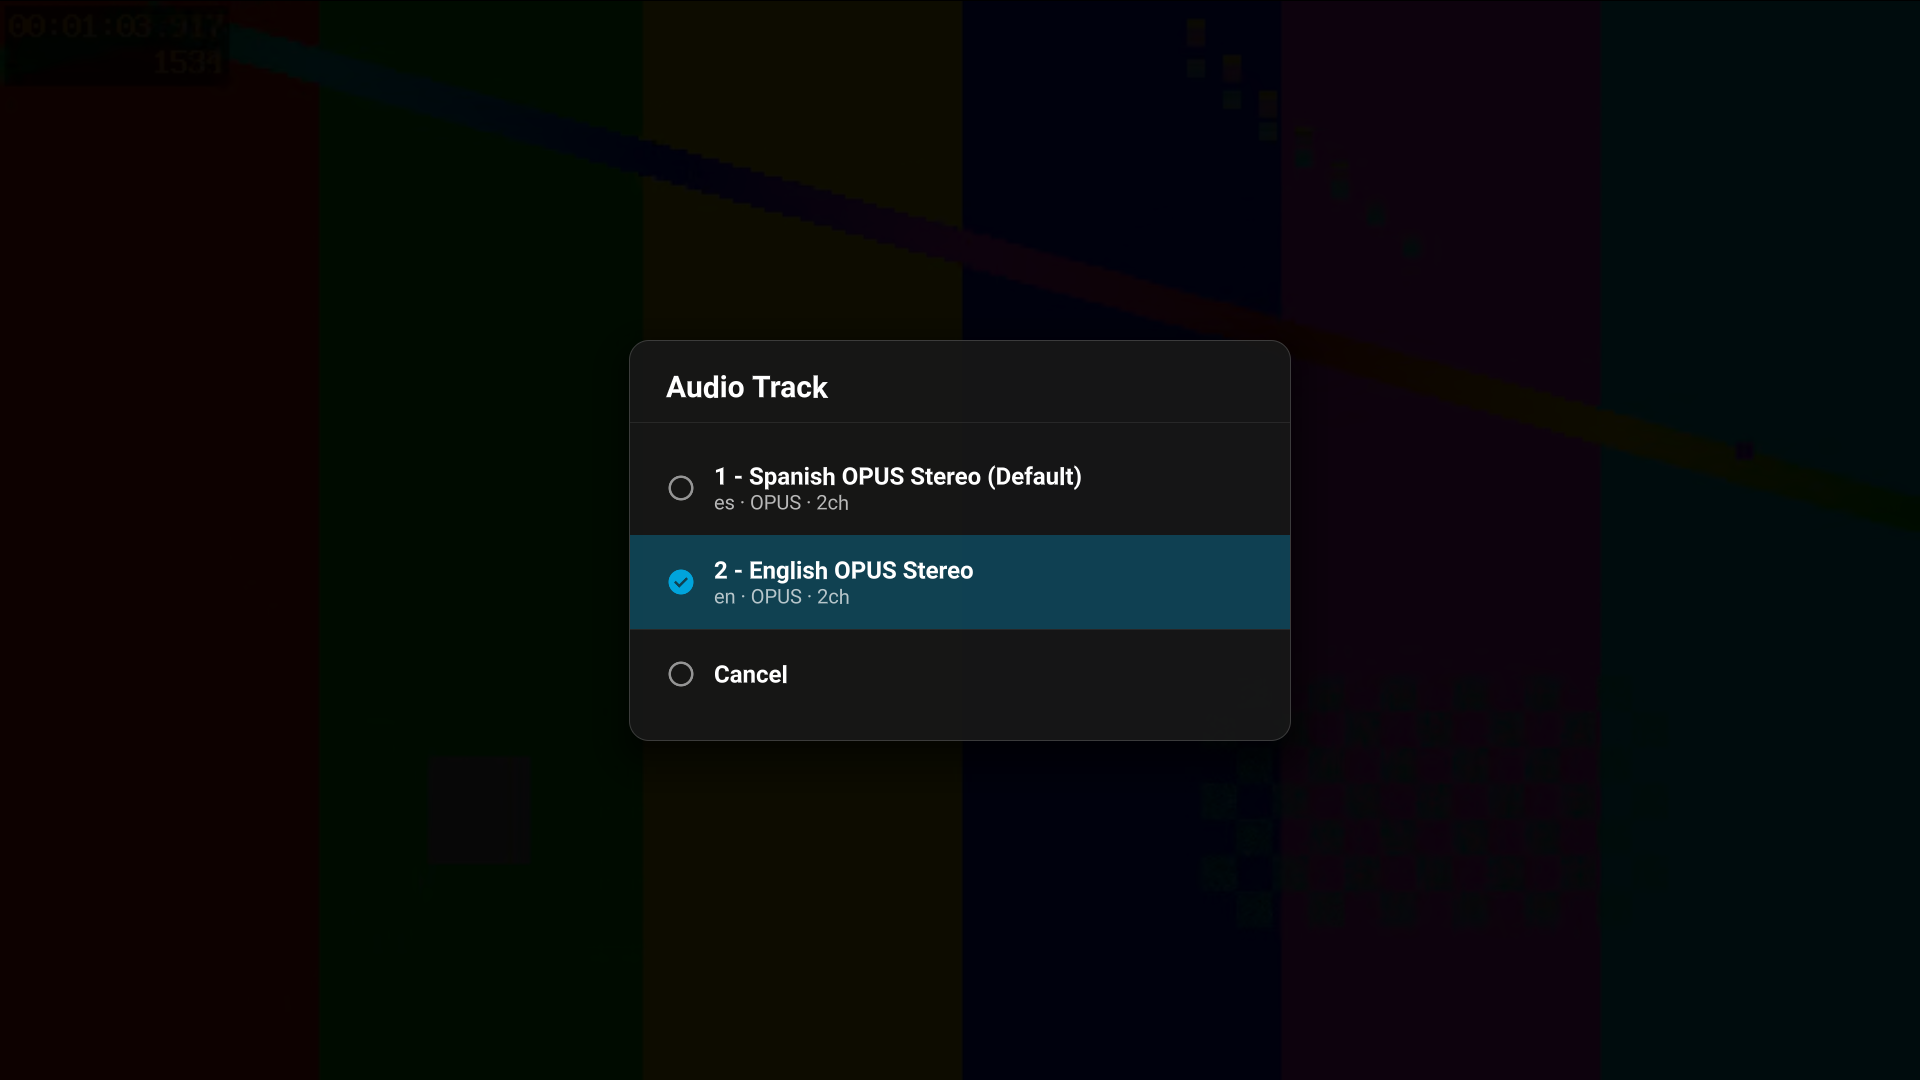 00:01:03.917
1534
Audio Track
1 - Spanish OPUS Stereo (Default)
es · OPUS · 2ch
2 - English OPUS Stereo
en · OPUS · 2ch
Cancel